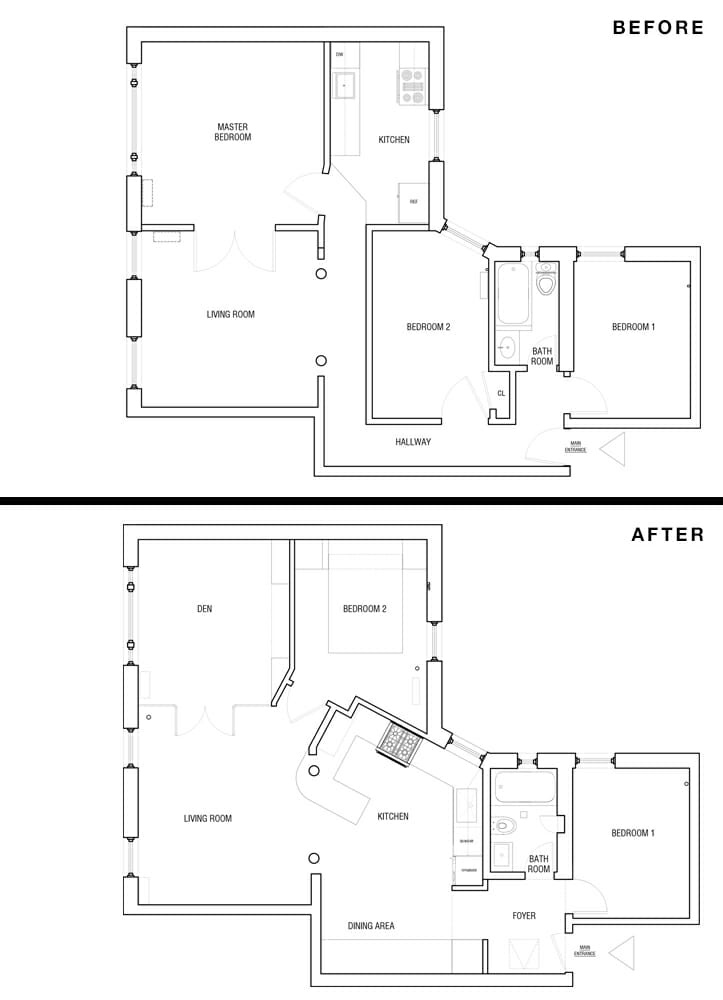 BEFORE
DW
MASTER
BEDROOM
KITCHEN
REF
LIVING ROOM
BEDROOM 2
BATH
ROOM
BEDROOM 1
CL
HALLWAY
MAIN
ENTRANCE
AFTER
DEN
BEDROOM 2
LIVING ROOM
KITCHEN
BEDROOM 1
BATH
ROOM
FOYER
DINING AREA
MAIN
ENTRANCE